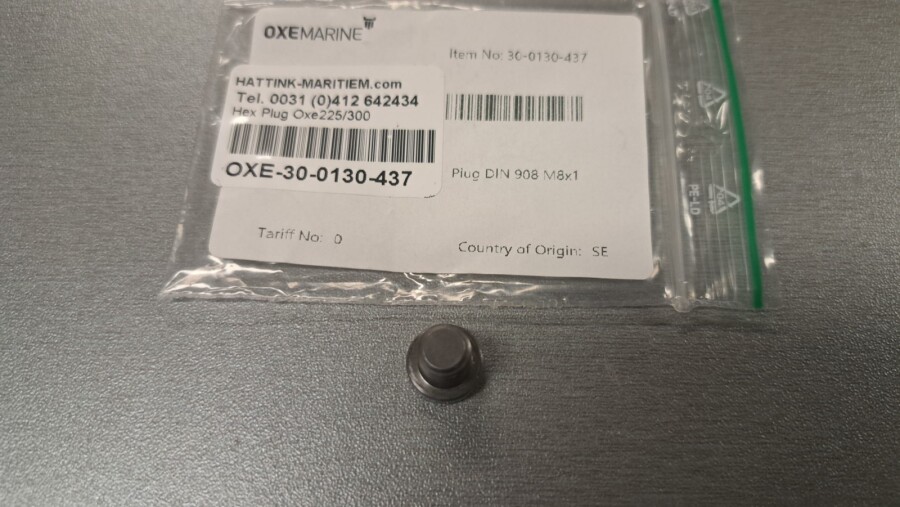 OXEMARINE
Item No: 30-0130-437
HATTINK-MARITIEM.com
Tel. 0031 (0)412 642434
Hex Plug Oxe225/300
OXE-30-0130-437
Plug DIN 908 M8x1
Tariff No: 0
Country of Origin: SE
PE-LD